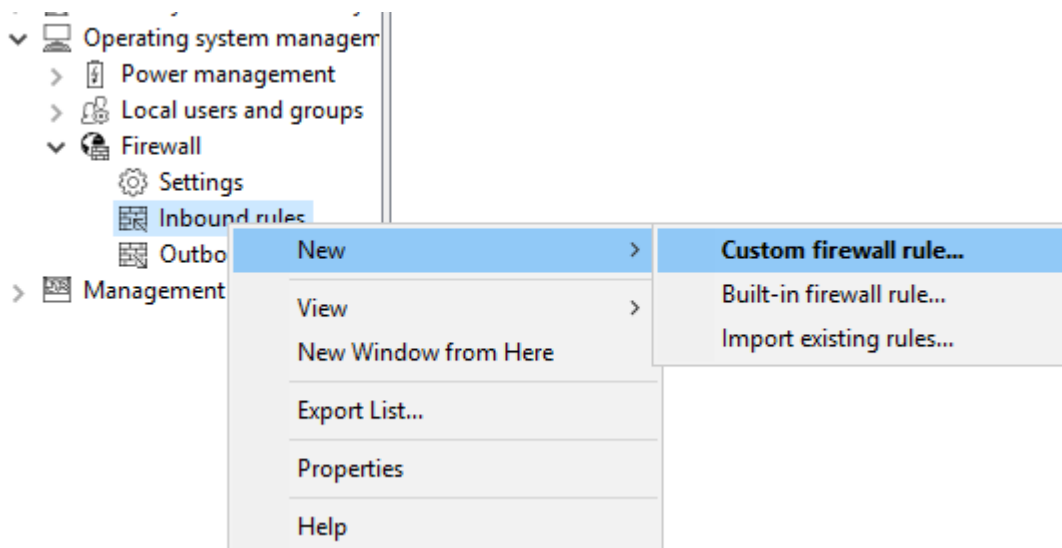 Operating system managem
Power management
Local users and groups
Firewall
Settings
Inbound rules
Outbo
Management
New
View
New Window from Here
Export List...
Properties
Help
Custom firewall rule...
Built-in firewall rule...
Import existing rules...